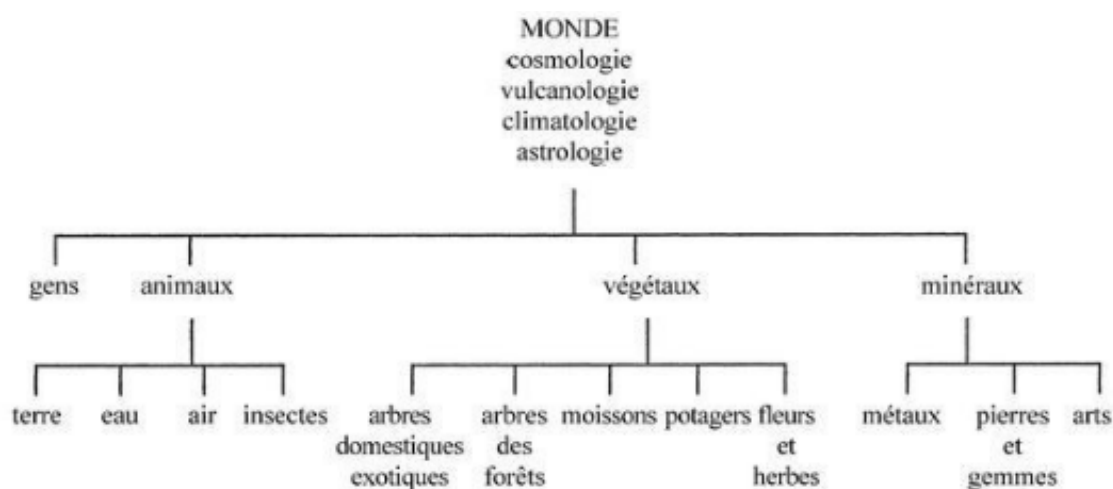 MONDE
cosmologie
vulcanologie
climatologie
astrologie
gens animaux végétaux minéraux
terre eau air insectes arbres arbres moissons potagers fleurs métaux pierres arts
domestiques des et et
exotiques forêts herbes gemmes